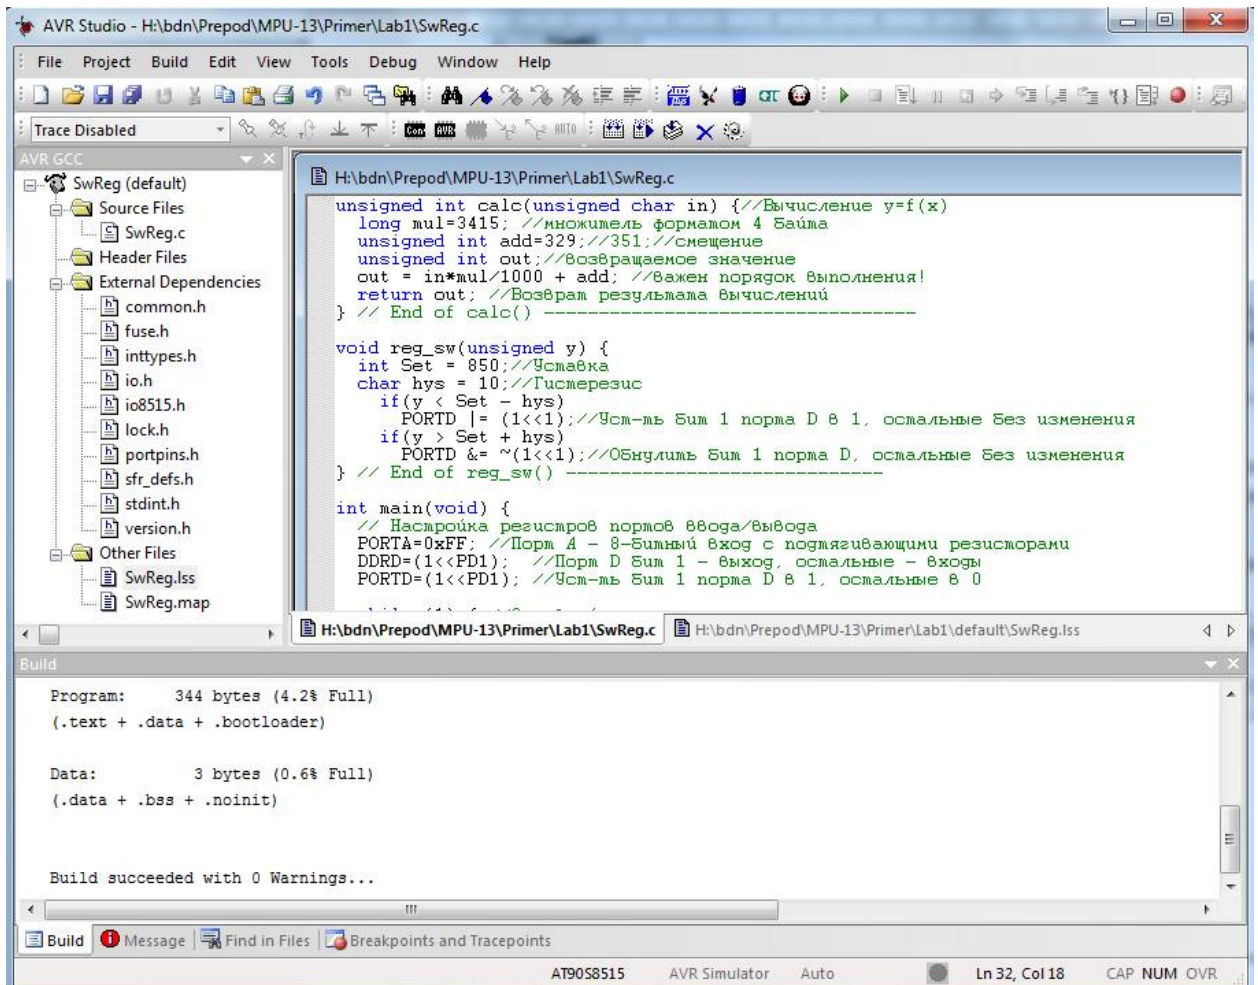 AVR Studio - H:\bdn\Prepod\MPU-13\Primer\Lab1\SwReg.c
File Project Build Edit View Tools Debug Window Help
Trace Disabled
AUTO
AVR GCC
SwReg (default)
Source Files
SwReg.c
Header Files
External Dependencies
common.h
fuse.h
inttypes.h
io.h
io8515.h
lock.h
portpins.h
sfr_defs.h
stdint.h
version.h
Other Files
SwReg.lss
SwReg.map
H:\bdn\Prepod\MPU-13\Primer\Lab1\SwReg.c
unsigned int calc(unsigned char in) {//Вычисление y=f(x)
long mul=3415; //множитель форматом 4 байта
unsigned int add=329;//351;//смещение
unsigned int out;//возвращаемое значение
out = in*mul/1000 + add; //важен порядок выполнения!
return out; //Возврат результата вычислений
} // End of calc() ----------------------------------
void reg_sw(unsigned y) {
int Set = 850;//Уставка
char hys = 10;//Гистерезис
if(y < Set - hys)
PORTD |= (1<<1);//Уст-ть бит 1 порта D в 1, остальные без изменения
if(y > Set + hys)
PORTD &= ~(1<<1);//Обнулить бит 1 порта D, остальные без изменения
} // End of reg_sw() -----------------------------
int main(void) {
// Настройка регистров портов ввода/вывода
PORTA=0xFF; //Порт A - 8-битный вход с подтягивающими резисторами
DDRD=(1<<PD1); //Порт D бит 1 - выход, остальные - входы
PORTD=(1<<PD1); //Уст-ть бит 1 порта D в 1, остальные в 0
H:\bdn\Prepod\MPU-13\Primer\Lab1\SwReg.c H:\bdn\Prepod\MPU-13\Primer\Lab1\default\SwReg.lss
Build
Program: 344 bytes (4.2% Full)
(.text + .data + .bootloader)
Data: 3 bytes (0.6% Full)
(.data + .bss + .noinit)
Build succeeded with 0 Warnings...
Build Message Find in Files Breakpoints and Tracepoints
AT90S8515 AVR Simulator Auto Ln 32, Col 18 CAP NUM OVR